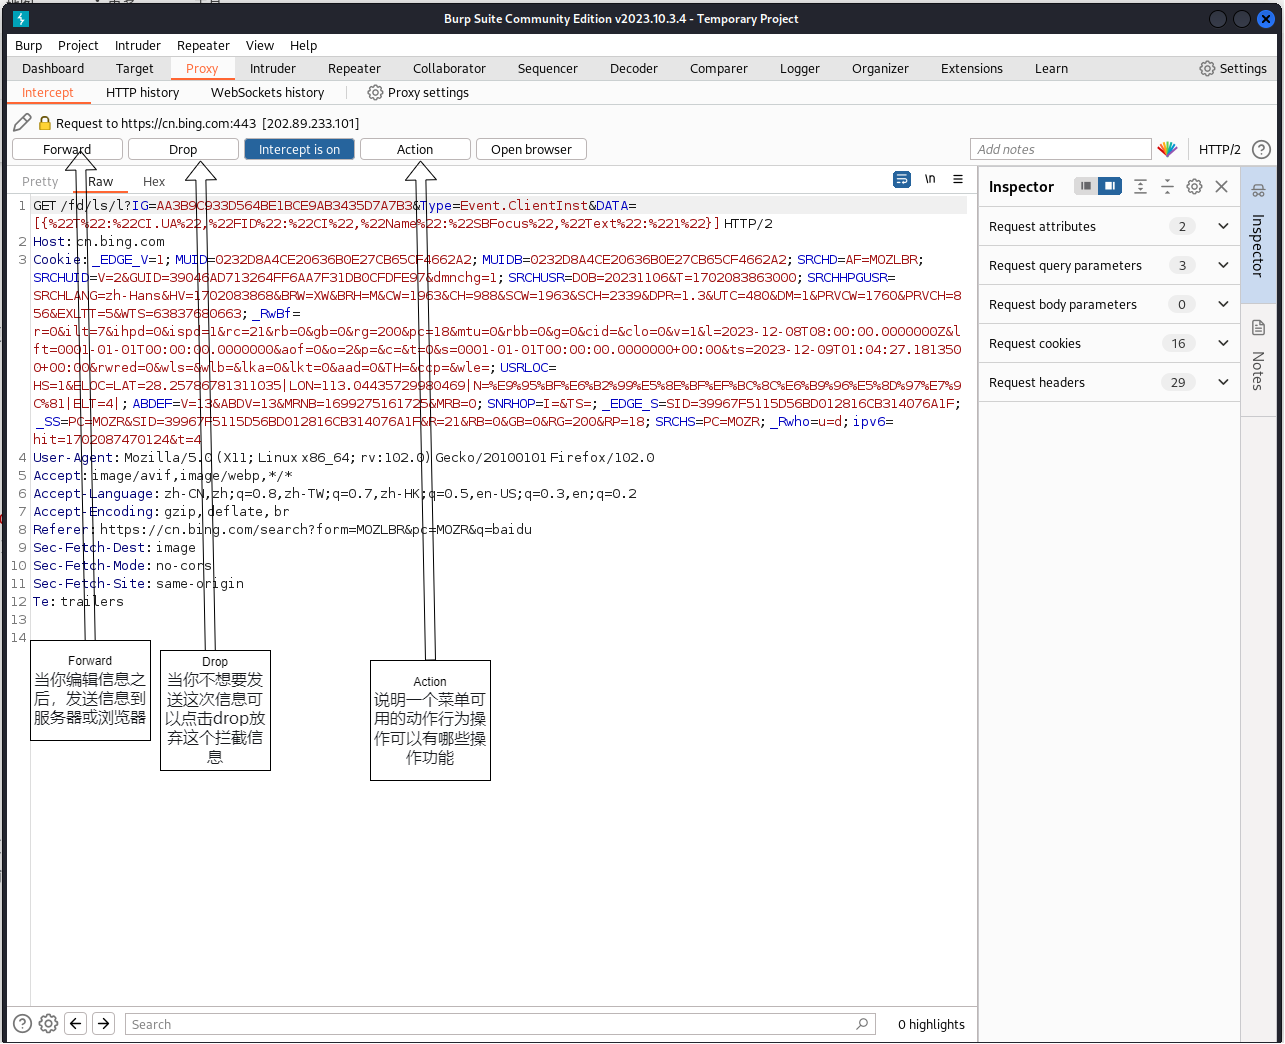 Burp Suite Community Edition v2023.10.3.4 - Temporary Project
Burp Project Intruder Repeater View Help
Dashboard Target Proxy Intruder Repeater Collaborator Sequencer Decoder Comparer Logger Organizer Extensions Learn Settings
Intercept HTTP history WebSockets history Proxy settings
Request to https://cn.bing.com:443 [202.89.233.101]
Forward Drop Intercept is on Action Open browser Add notes HTTP/2
Pretty Raw Hex \n
1 GET /fd/ls/l?IG=AA3B9C933D564BE1BCE9AB3435D7A7B3&Type=Event.ClientInst&DATA=
[{%22T%22:%22CI.UA%22,%22FID%22:%22CI%22,%22Name%22:%22SBFocus%22,%22Text%22:%221%22}] HTTP/2
2 Host: cn.bing.com
3 Cookie: _EDGE_V=1; MUID=0232D8A4CE20636B0E27CB65CF4662A2; MUIDB=0232D8A4CE20636B0E27CB65CF4662A2; SRCHD=AF=MOZLBR;
SRCHUID=V=2&GUID=39046AD713264FF6AA7F31DB0CFDFE97&dmnchg=1; SRCHUSR=DOB=20231106&T=1702083863000; SRCHHPGUSR=
SRCHLANG=zh-Hans&HV=1702083868&BRW=XW&BRH=M&CW=1963&CH=988&SCW=1963&SCH=2339&DPR=1.3&UTC=480&DM=1&PRVCW=1760&PRVCH=8
56&EXLTT=5&WTS=63837680663; _RwBf=
r=0&ilt=7&ihpd=0&ispd=1&rc=21&rb=0&gb=0&rg=200&pc=18&mtu=0&rbb=0&g=0&cid=&clo=0&v=1&l=2023-12-08T08:00:00.0000000Z&l
ft=0001-01-01T00:00:00.0000000&aof=0&o=2&p=&c=&t=0&s=0001-01-01T00:00:00.0000000+00:00&ts=2023-12-09T01:04:27.181350
0+00:00&rwred=0&wls=&wlb=&lka=0&lkt=0&aad=0&TH=&ccp=&wle=; USRLOC=
HS=1&ELOC=LAT=28.25786781311035|LON=113.04435729980469|N=%E9%95%BF%E6%B2%99%E5%8E%BF%EF%BC%8C%E6%B9%96%E5%8D%97%E7%9
C%81|ELT=4|; ABDEF=V=13&ABDV=13&MRNB=1699275161725&MRB=0; SNRHOP=I=&TS=; _EDGE_S=SID=39967F5115D56BD012816CB314076A1F;
_SS=PC=MOZR&SID=39967F5115D56BD012816CB314076A1F&R=21&RB=0&GB=0&RG=200&RP=18; SRCHS=PC=MOZR; _Rwho=u=d; ipv6=
hit=1702087470124&t=4
4 User-Agent: Mozilla/5.0 (X11; Linux x86_64; rv:102.0) Gecko/20100101 Firefox/102.0
5 Accept: image/avif,image/webp,*/*
6 Accept-Language: zh-CN,zh;q=0.8,zh-TW;q=0.7,zh-HK;q=0.5,en-US;q=0.3,en;q=0.2
7 Accept-Encoding: gzip, deflate, br
8 Referer: https://cn.bing.com/search?form=MOZLBR&pc=MOZR&q=baidu
9 Sec-Fetch-Dest: image
10 Sec-Fetch-Mode: no-cors
11 Sec-Fetch-Site: same-origin
12 Te: trailers
13
14
Forward
当你编辑信息之
后，发送信息到
服务器或浏览器
Drop
当你不想要发
送这次信息可
以点击drop放
弃这个拦截信
息
Action
说明一个菜单可
用的动作行为操
作可以有哪些操
作功能
Inspector
Request attributes 2
Request query parameters 3
Request body parameters 0
Request cookies 16
Request headers 29
Inspector
Notes
Search 0 highlights